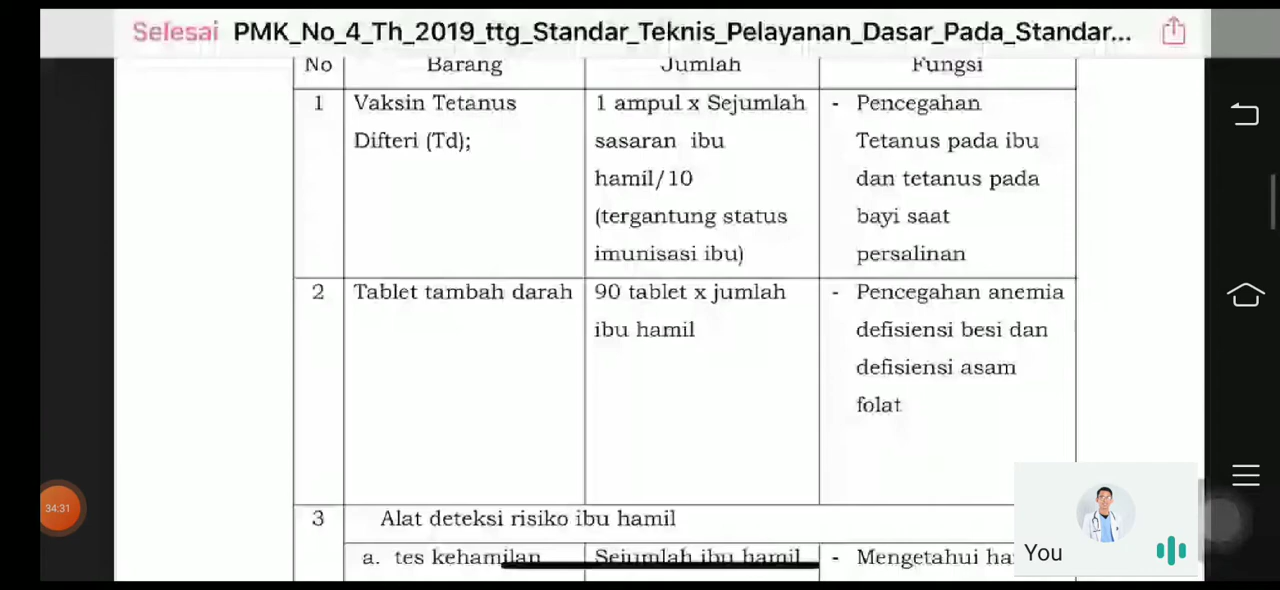 Selesai PMK_No_4_Th_2019_ttg_Standar_Teknis_Pelayanan_Dasar_Pada_Standar...
No Barang Jumlah Fungsi
1 Vaksin Tetanus 1 ampul x Sejumlah - Pencegahan
Difteri (Td); sasaran ibu Tetanus pada ibu
hamil/10 dan tetanus pada
(tergantung status bayi saat
imunisasi ibu) persalinan
2 Tablet tambah darah 90 tablet x jumlah - Pencegahan anemia
ibu hamil defisiensi besi dan
defisiensi asam
folat
34:31
3 Alat deteksi risiko ibu hamil
a. tes kehamilan Sejumlah ibu hamil - Mengetahui
You